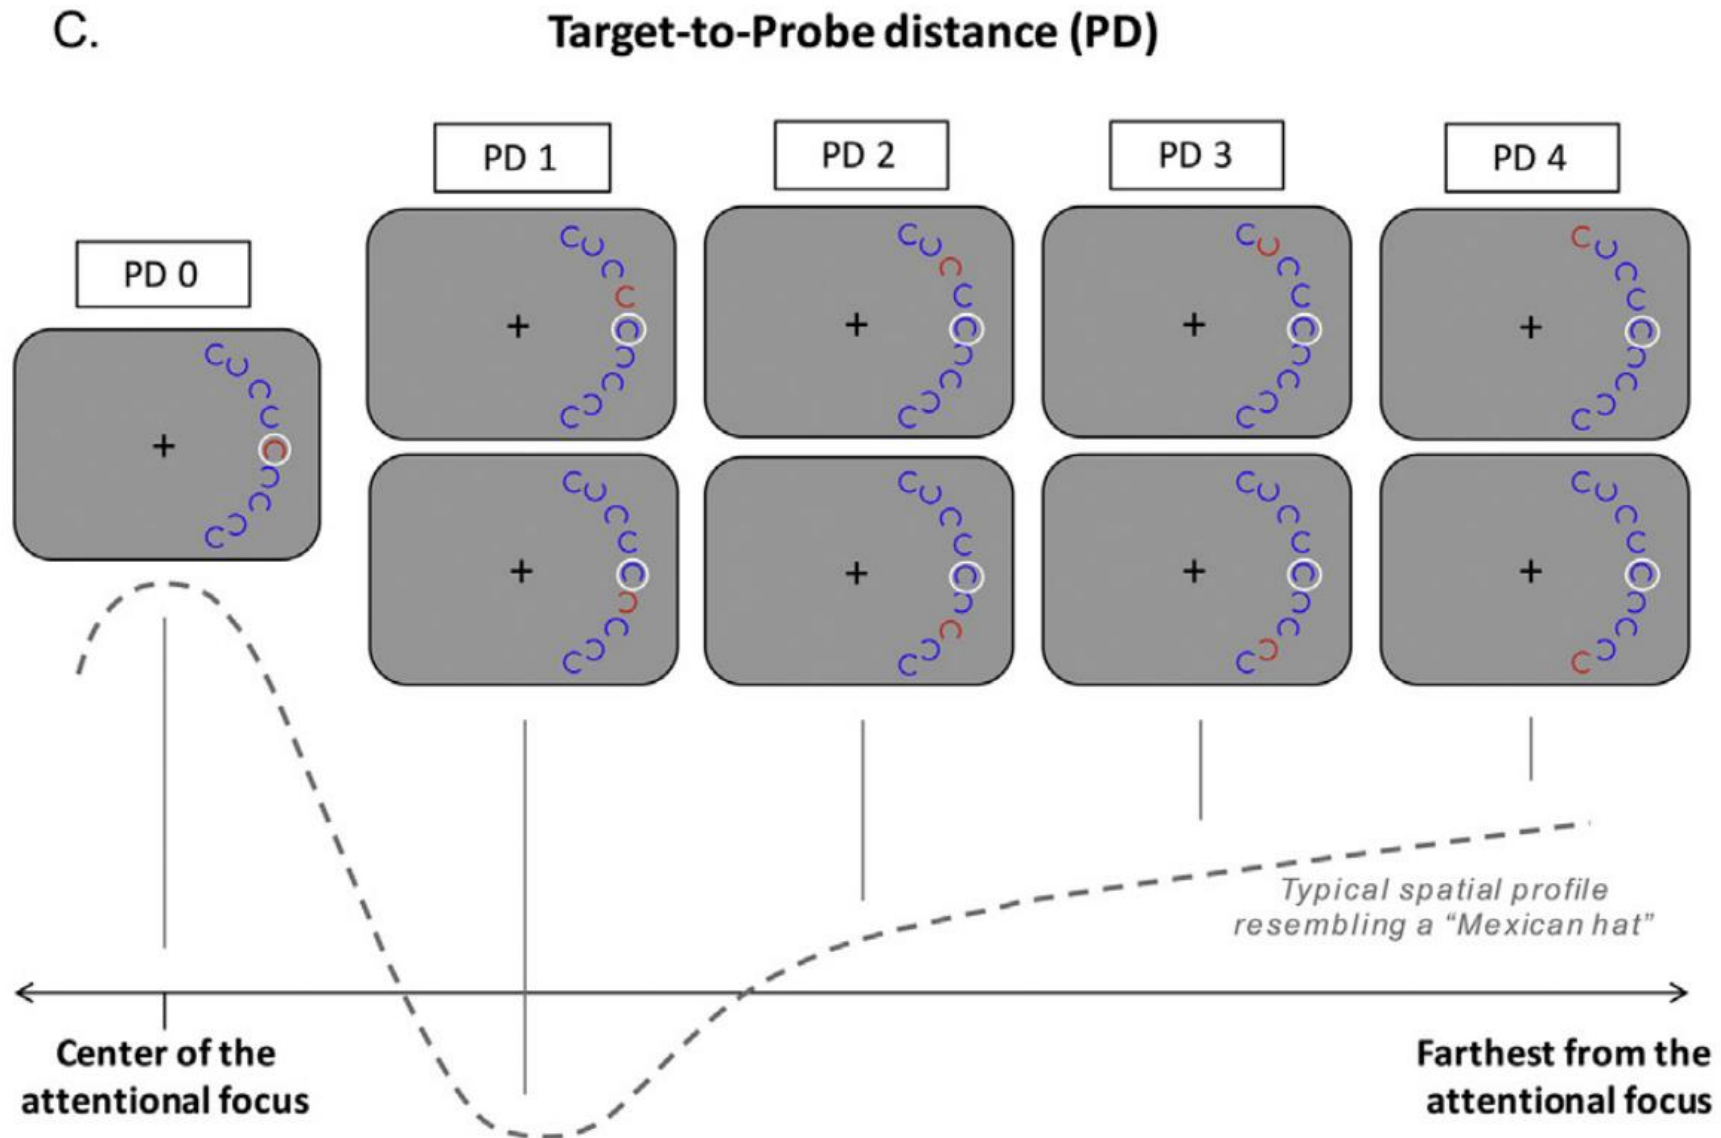 C.
Target-to-Probe distance (PD)
PD 0
PD 1
PD 2
PD 3
PD 4
Typical spatial profile
resembling a “Mexican hat”
Center of the
attentional focus
Farthest from the
attentional focus